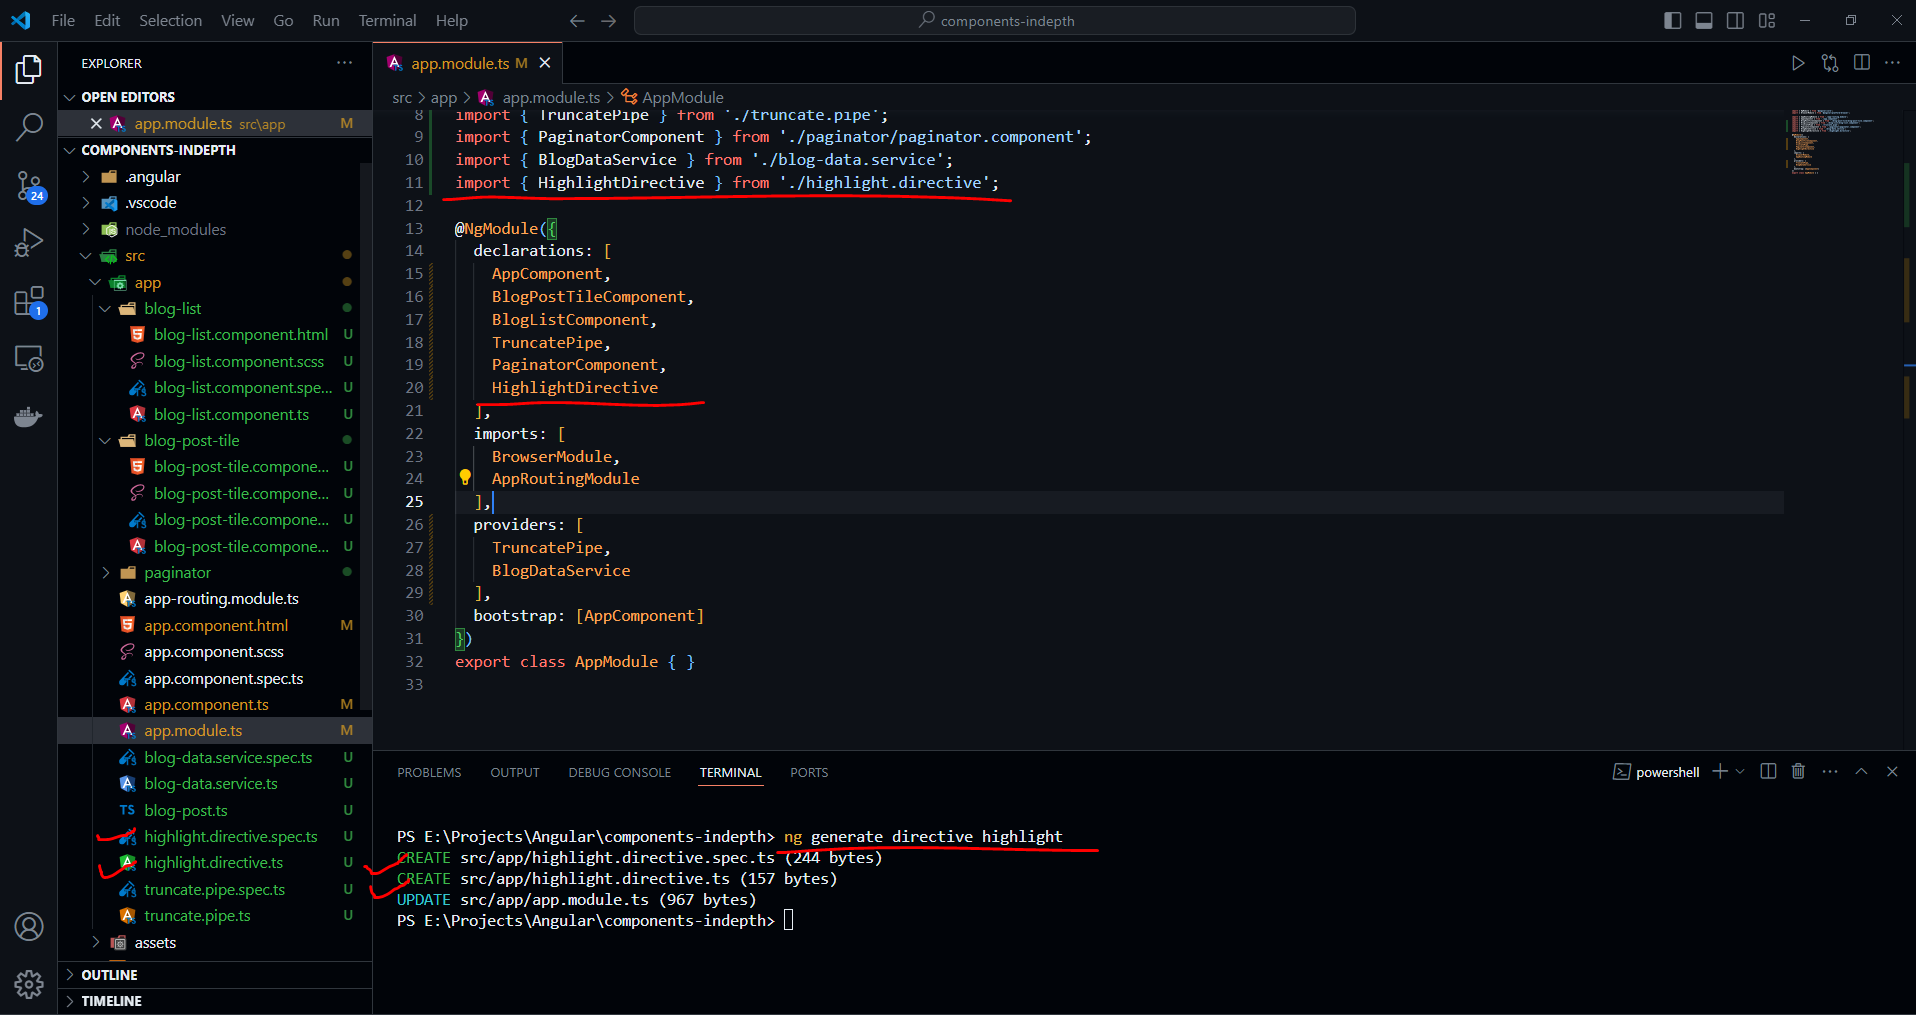 File Edit Selection View Go Run Terminal Help
components-indepth
EXPLORER
OPEN EDITORS
app.module.ts src\app M
COMPONENTS-INDEPTH
.angular
.vscode
node_modules
src
app
blog-list
blog-list.component.html U
blog-list.component.scss U
blog-list.component.spe... U
blog-list.component.ts U
blog-post-tile
blog-post-tile.compone... U
blog-post-tile.compone... U
blog-post-tile.compone... U
blog-post-tile.compone... U
paginator
app-routing.module.ts
app.component.html M
app.component.scss
app.component.spec.ts
app.component.ts M
app.module.ts M
blog-data.service.spec.ts U
blog-data.service.ts U
TS blog-post.ts U
highlight.directive.spec.ts U
highlight.directive.ts U
truncate.pipe.spec.ts U
truncate.pipe.ts U
assets
OUTLINE
TIMELINE
24
1
app.module.ts M
src > app > app.module.ts > AppModule
8 import { TruncatePipe } from './truncate.pipe';
9 import { PaginatorComponent } from './paginator/paginator.component';
10 import { BlogDataService } from './blog-data.service';
11 import { HighlightDirective } from './highlight.directive';
12
13 @NgModule({
14 declarations: [
15 AppComponent,
16 BlogPostTileComponent,
17 BlogListComponent,
18 TruncatePipe,
19 PaginatorComponent,
20 HighlightDirective
21 ],
22 imports: [
23 BrowserModule,
24 AppRoutingModule
25 ],
26 providers: [
27 TruncatePipe,
28 BlogDataService
29 ],
30 bootstrap: [AppComponent]
31 })
32 export class AppModule { }
33
PROBLEMS OUTPUT DEBUG CONSOLE TERMINAL PORTS
powershell
PS E:\Projects\Angular\components-indepth> ng generate directive highlight
CREATE src/app/highlight.directive.spec.ts (244 bytes)
CREATE src/app/highlight.directive.ts (157 bytes)
UPDATE src/app/app.module.ts (967 bytes)
PS E:\Projects\Angular\components-indepth>